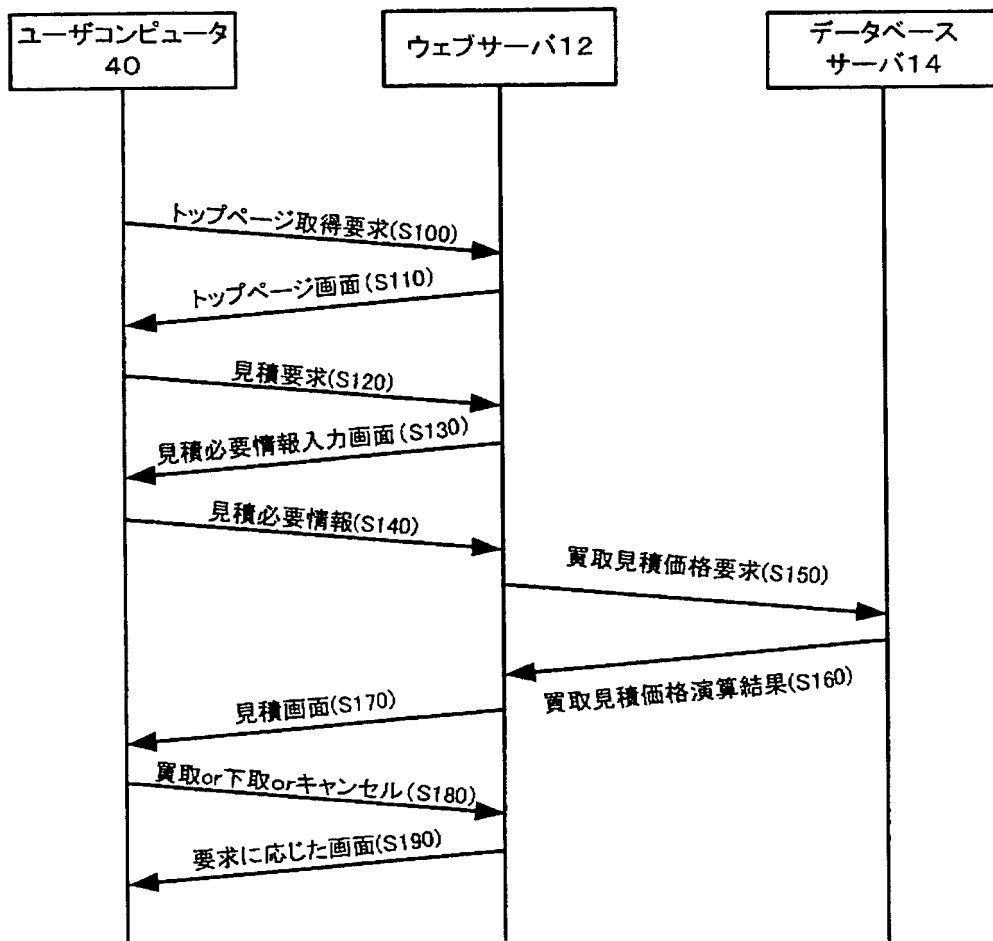 ユーザコンピュータ
40
ウェブサーバ12
データベース
サーバ14
トップページ取得要求(S100)
トップページ画面(S110)
見積要求(S120)
見積必要情報入力画面(S130)
見積必要情報(S140)
買取見積価格要求(S150)
買取見積価格演算結果(S160)
見積画面(S170)
買取or下取orキャンセル(S180)
要求に応じた画面(S190)